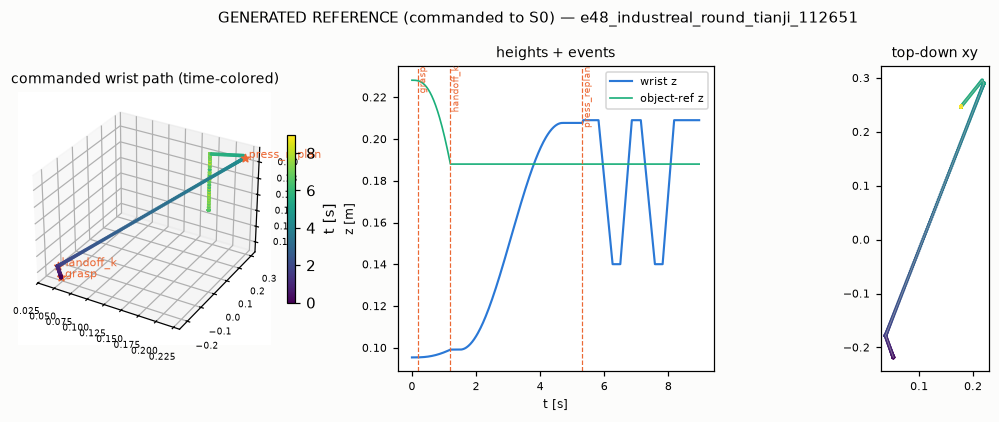 GENERATED REFERENCE (commanded to S0) — e48_industreal_round_tianji_112651
commanded wrist path (time-colored)
press_
plan
handoff_k
grasp
0.025
0.050
0.075
0.100
0.125
0.150
0.175
0.200
0.225
−0.2
−0.1
0.0
0.1
0.2
0.3
8
6
4
2
0
t [s]
heights + events
grasp
handoff_k
press_replan
wrist z
object-ref z
0.22
0.20
0.18
0.16
0.14
0.12
0.10
z [m]
0
2
4
6
8
t [s]
top-down xy
0.3
0.2
0.1
0.0
−0.1
−0.2
0.1
0.2